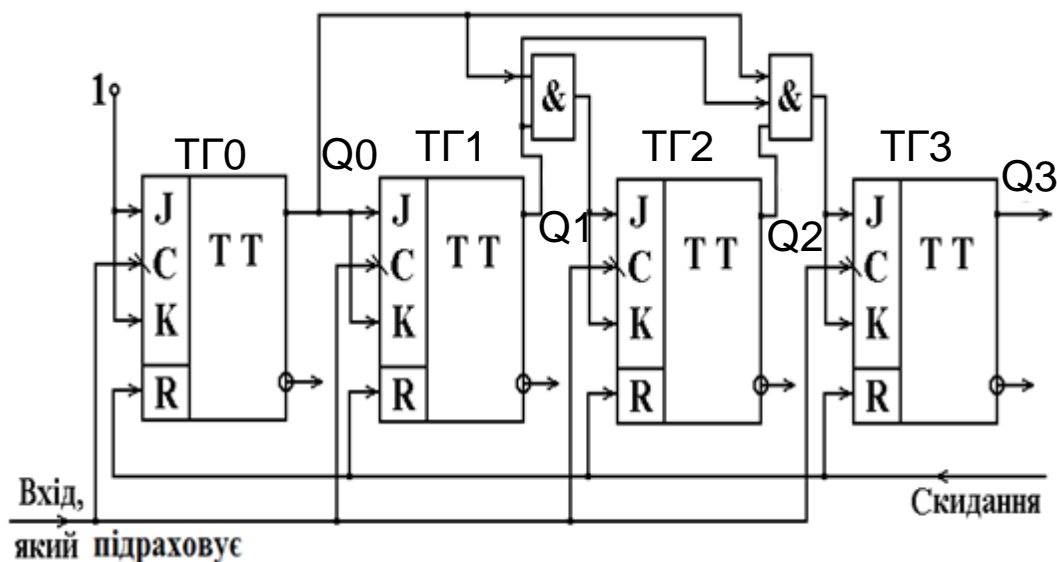 &
&
1
ТГ0
Q0
ТГ1
Q1
ТГ2
Q2
ТГ3
Q3
J
C
K
R
T T
J
C
K
R
T T
J
C
K
R
T T
J
C
K
R
T T
Вхід,
який підраховує
Скидання